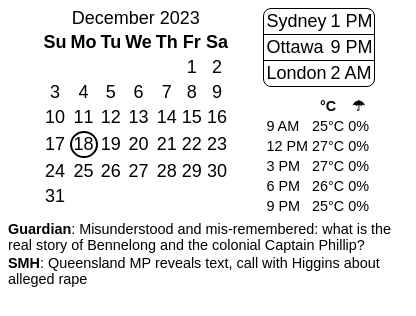 December 2023
Su Mo Tu We Th Fr Sa
1 2
3 4 5 6 7 8 9
10 11 12 13 14 15 16
17 18 19 20 21 22 23
24 25 26 27 28 29 30
31
Sydney 1 PM
Ottawa 9 PM
London 2 AM
°C ☂
9 AM 25°C 0%
12 PM 27°C 0%
3 PM 27°C 0%
6 PM 26°C 0%
9 PM 25°C 0%
Guardian: Misunderstood and mis-remembered: what is the
real story of Bennelong and the colonial Captain Phillip?
SMH: Queensland MP reveals text, call with Higgins about
alleged rape